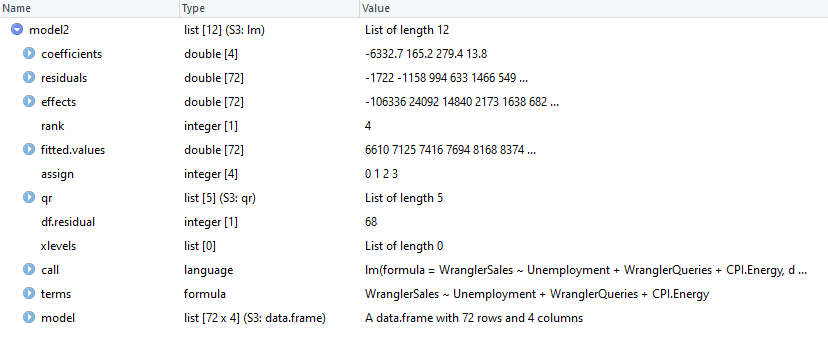 Name Type Value
model2 list [12] (S3: lm) List of length 12
coefficients double [4] -6332.7 165.2 279.4 13.8
residuals double [72] -1722 -1158 994 633 1466 549 ...
effects double [72] -106336 24092 14840 2173 1638 682 ...
rank integer [1] 4
fitted.values double [72] 6610 7125 7416 7694 8168 8374 ...
assign integer [4] 0 1 2 3
qr list [5] (S3: qr) List of length 5
df.residual integer [1] 68
xlevels list [0] List of length 0
call language lm(formula = WranglerSales ~ Unemployment + WranglerQueries + CPI.Energy, d ...
terms formula WranglerSales ~ Unemployment + WranglerQueries + CPI.Energy
model list [72 x 4] (S3: data.frame) A data.frame with 72 rows and 4 columns